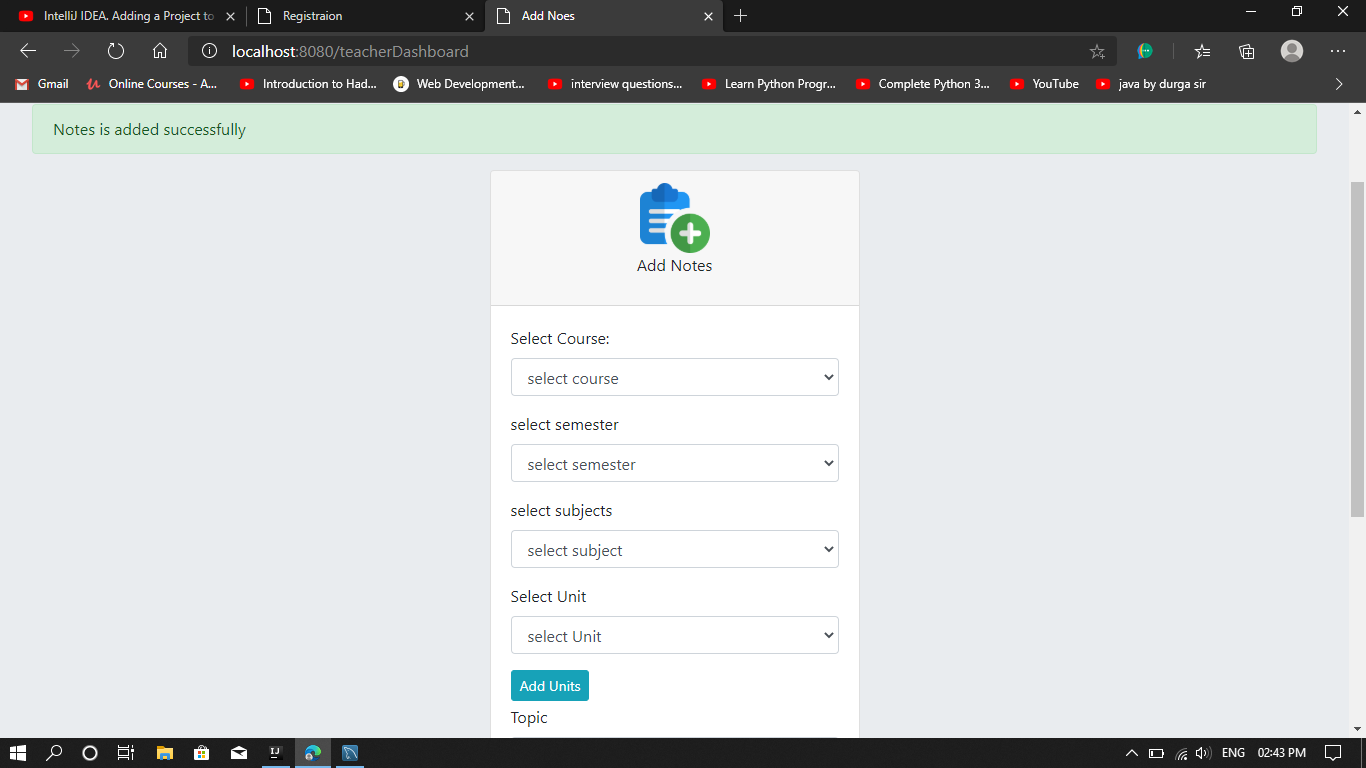 IntelliJ IDEA. Adding a Project to
Registraion
Add Noes
localhost:8080/teacherDashboard
Gmail
Online Courses - A...
Introduction to Had...
Web Development...
interview questions...
Learn Python Progr...
Complete Python 3...
YouTube
java by durga sir
Notes is added successfully
Add Notes
Select Course:
select course
select semester
select semester
select subjects
select subject
Select Unit
select Unit
Add Units
Topic
IJ
ENG
02:43 PM